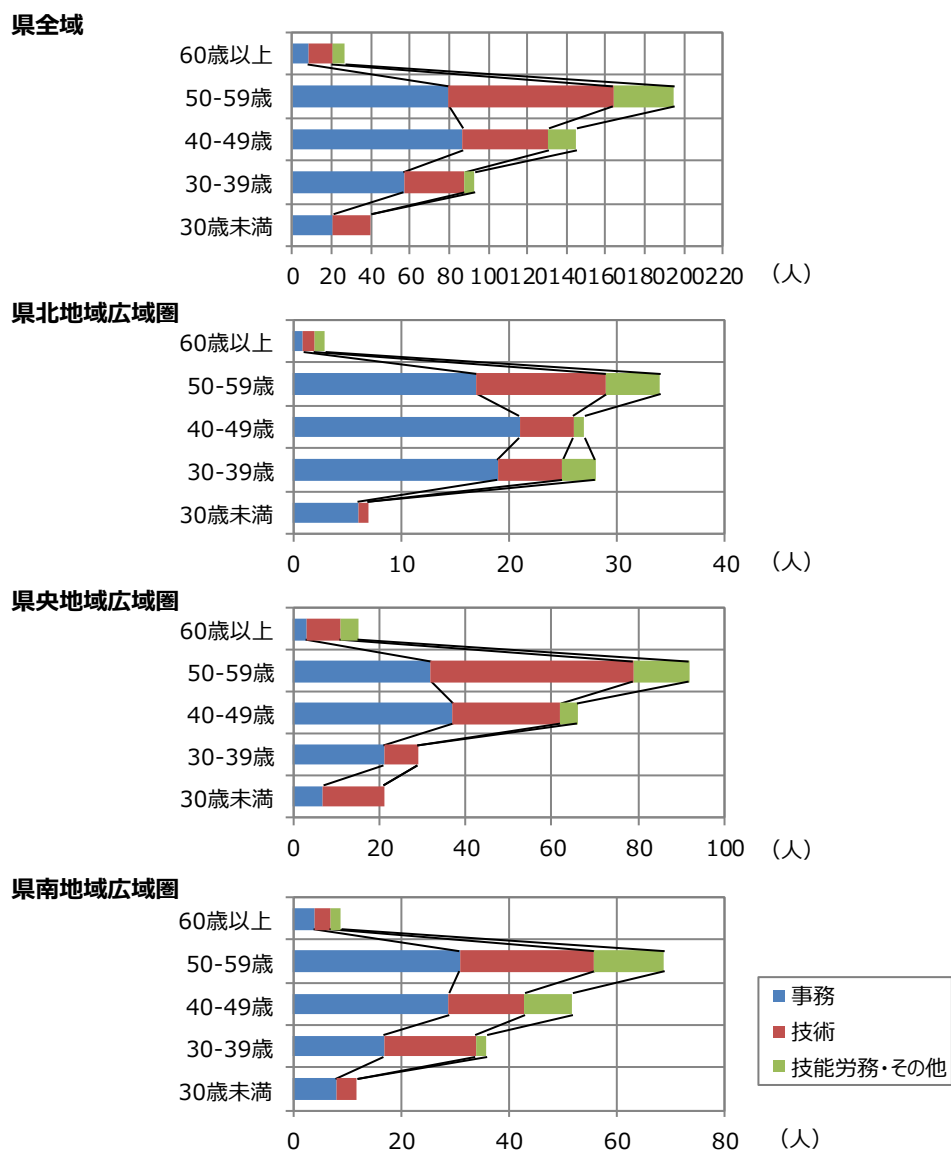 県全域
60歳以上
50-59歳
40-49歳
30-39歳
30歳未満
0 20 40 60 80 100 120 140 160 180 200 220 （人）
県北地域広域圏
60歳以上
50-59歳
40-49歳
30-39歳
30歳未満
0 10 20 30 40 （人）
県央地域広域圏
60歳以上
50-59歳
40-49歳
30-39歳
30歳未満
0 20 40 60 80 100 （人）
県南地域広域圏
60歳以上
50-59歳
40-49歳
30-39歳
30歳未満
0 20 40 60 80 （人）
事務
技術
技能労務・その他